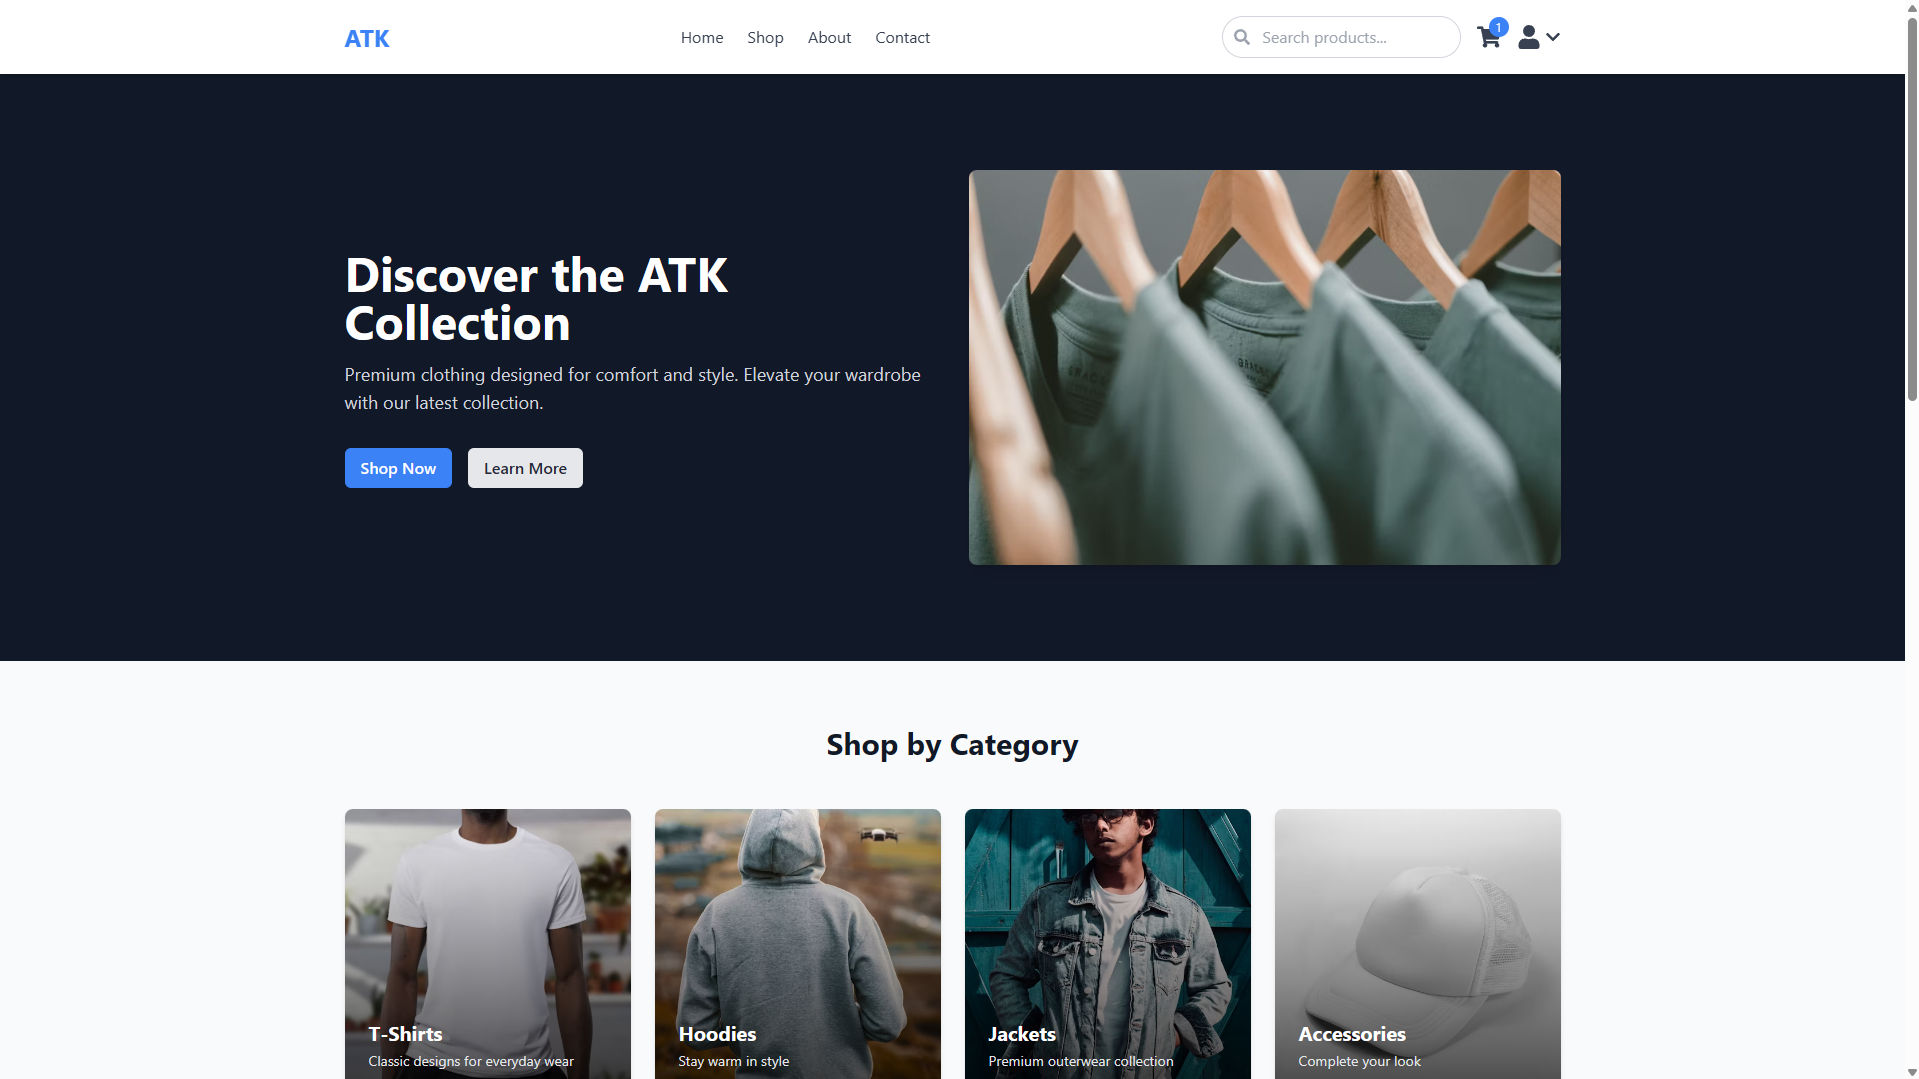 ATK
Home
Shop
About
Contact
Search products...
1
Discover the ATK
Collection
Premium clothing designed for comfort and style. Elevate your wardrobe
with our latest collection.
Shop Now
Learn More
Shop by Category
T-Shirts
Classic designs for everyday wear
Hoodies
Stay warm in style
Jackets
Premium outerwear collection
Accessories
Complete your look